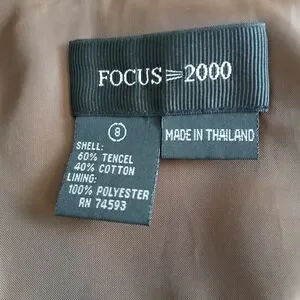 FOCUS 2000
8
SHELL:
60% TENCEL
40% COTTON
LINING:
100% POLYESTER
RN 74593
MADE IN THAILAND